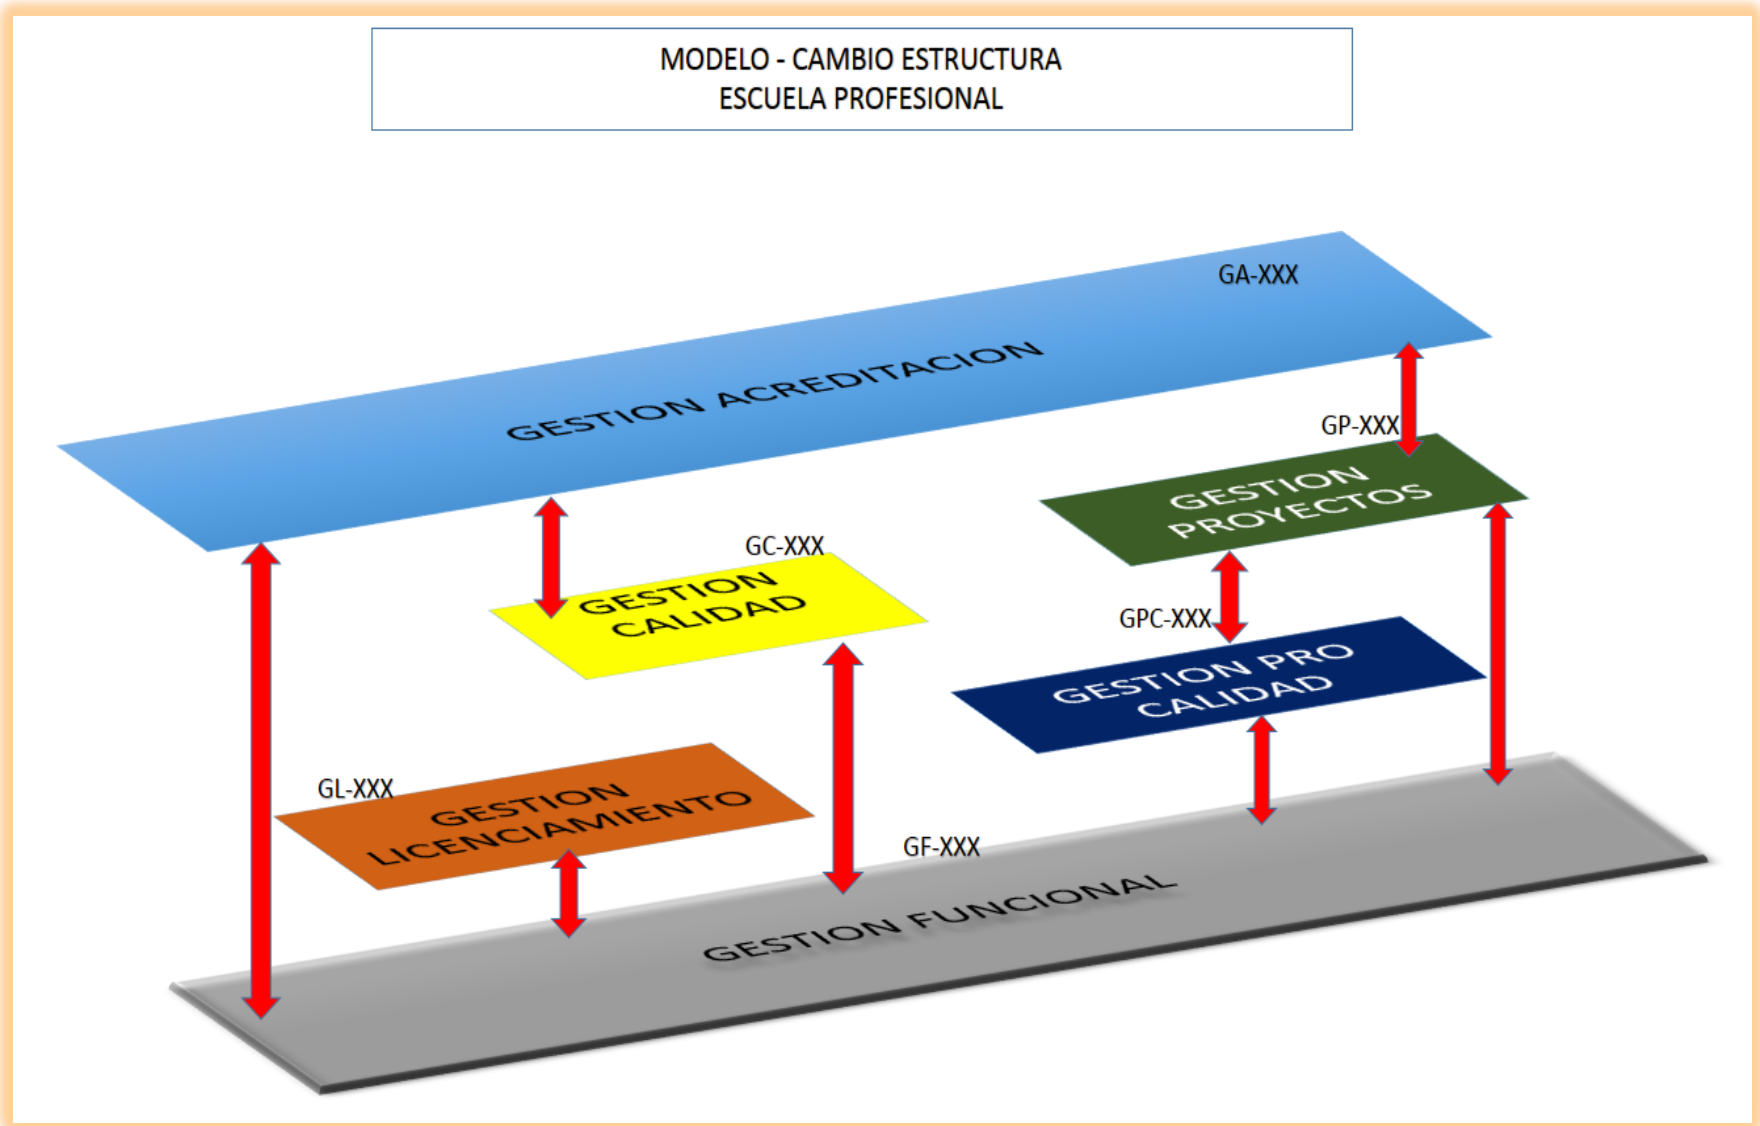 MODELO - CAMBIO ESTRUCTURA
ESCUELA PROFESIONAL
GA-XXX
GESTION ACREDITACION
GP-XXX
GESTION
PROYECTOS
GC-XXX
GESTION
CALIDAD
GPC-XXX
GESTION PRO
CALIDAD
GL-XXX
GESTION
LICENCIAMIENTO
GF-XXX
GESTION FUNCIONAL